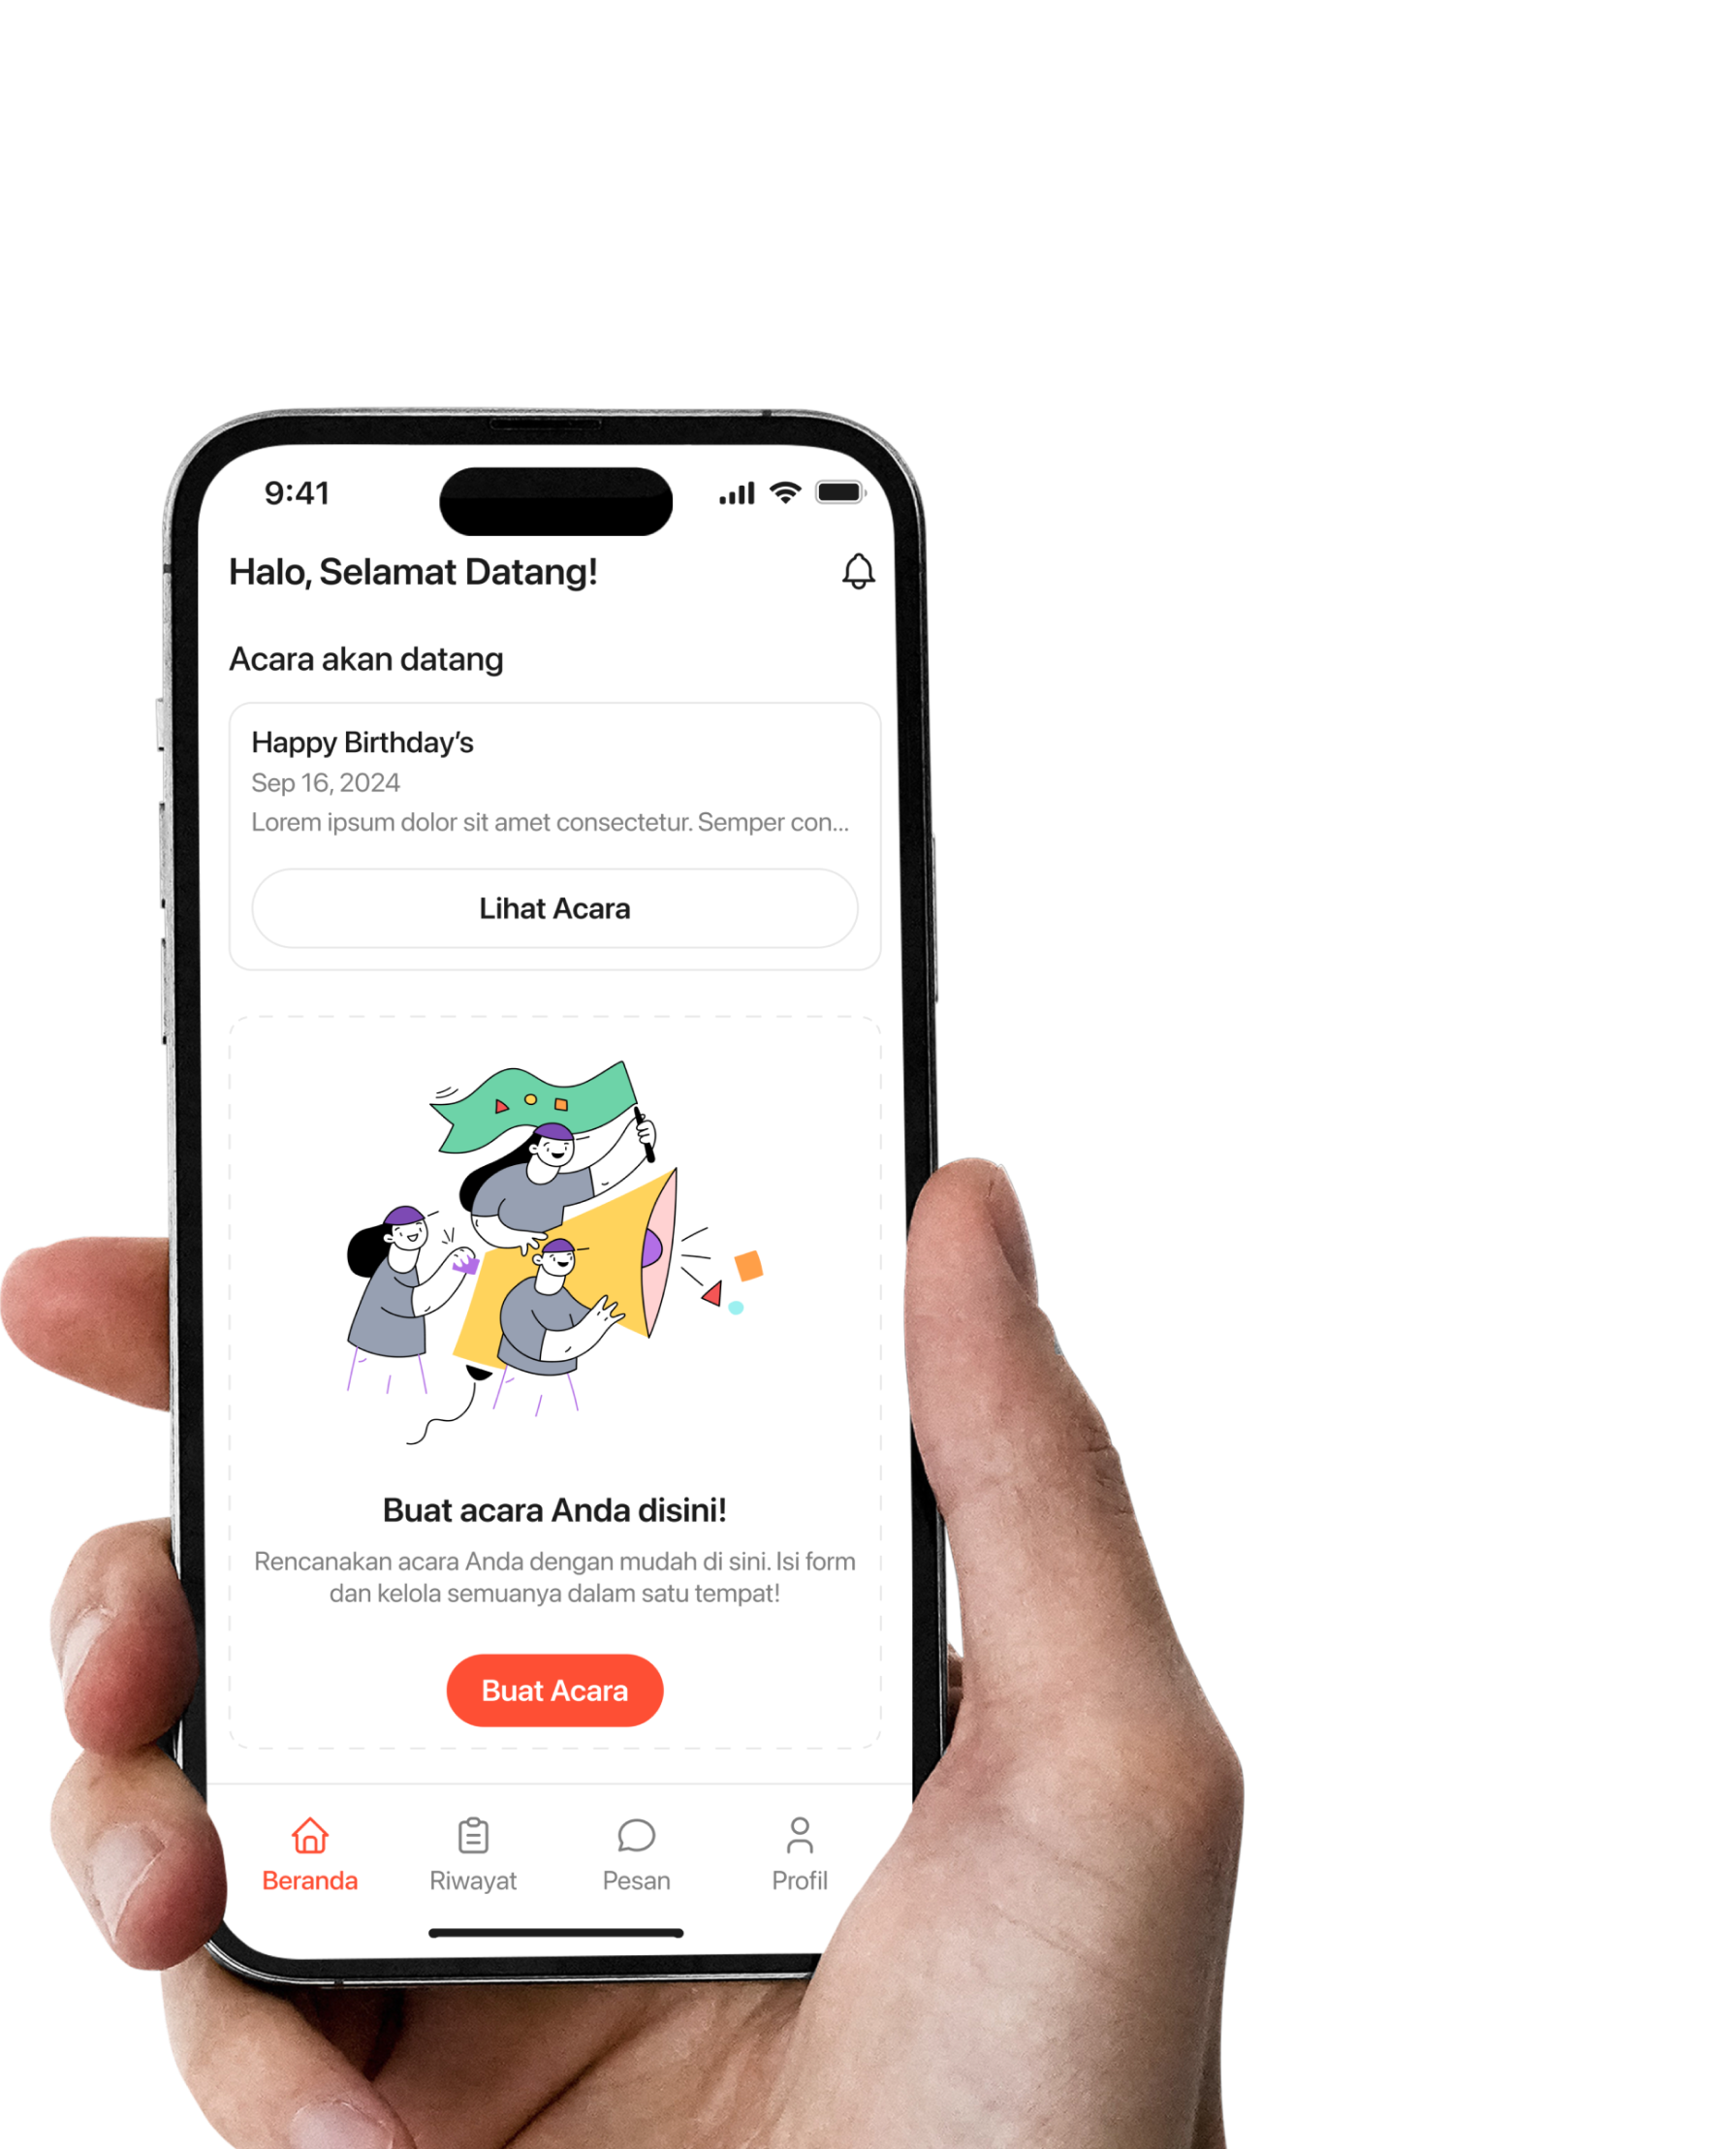 9:41
Halo, Selamat Datang!
Acara akan datang
Happy Birthday’s
Sep 16, 2024
Lorem ipsum dolor sit amet consectetur. Semper con...
Lihat Acara
Buat acara Anda disini!
Rencanakan acara Anda dengan mudah di sini. Isi form
dan kelola semuanya dalam satu tempat!
Buat Acara
Beranda
Riwayat
Pesan
Profil